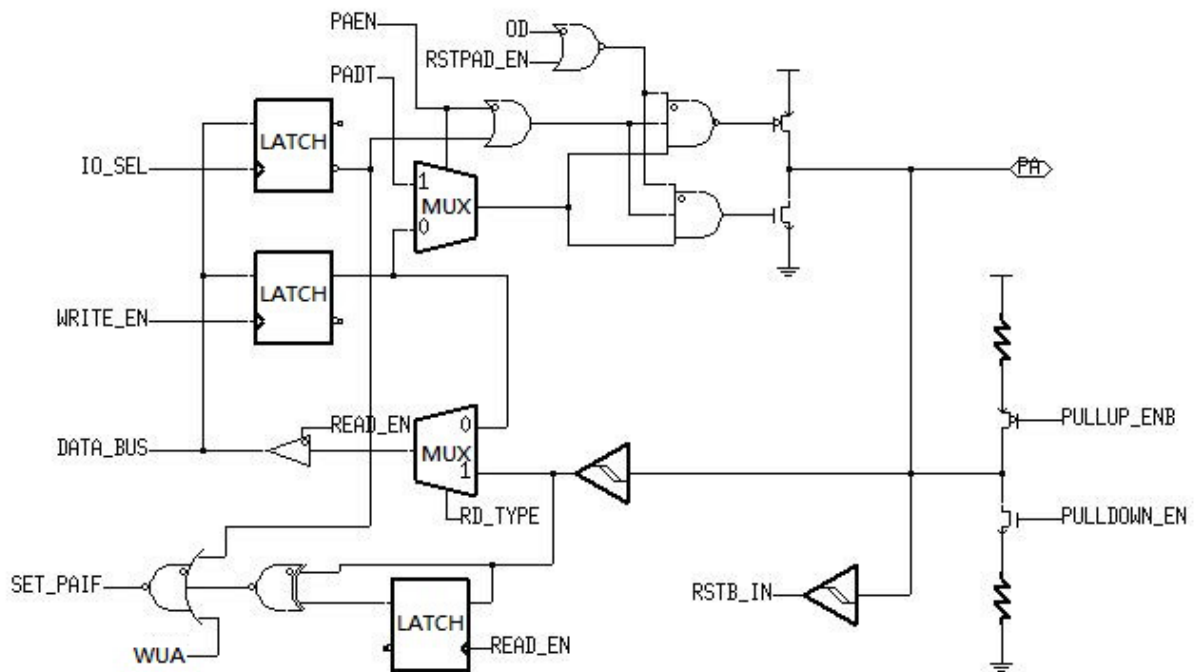 PAEN
OD
RSTPAD_EN
PADT
LATCH
IO_SEL
1
MUX
0
PA
LATCH
WRITE_EN
READ_EN
0
MUX
1
DATA_BUS
PULLUP_ENB
RD_TYPE
PULLDOWN_EN
SET_PAIF
RSTB_IN
LATCH
READ_EN
WUA